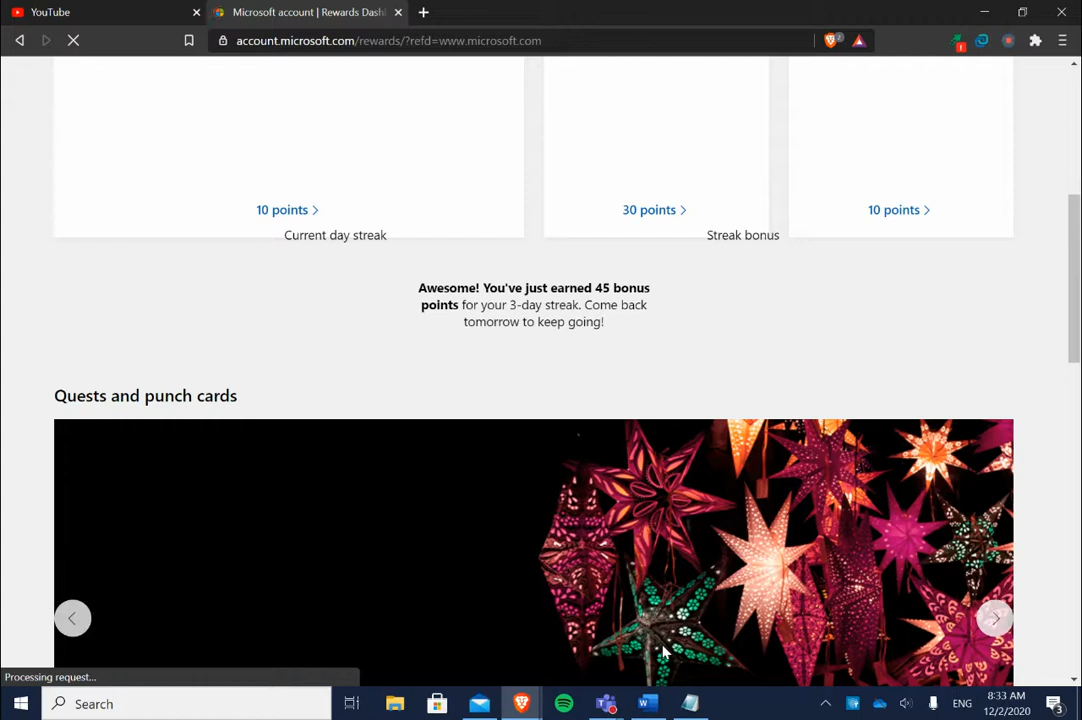 YouTube
Microsoft account | Rewards Dash
account.microsoft.com/rewards/?refd=www.microsoft.com
2
10 points >
30 points >
10 points >
Current day streak
Streak bonus
Awesome! You've just earned 45 bonus
points for your 3-day streak. Come back
tomorrow to keep going!
Quests and punch cards
Processing request...
Search
ENG
8:33 AM
12/2/2020
3